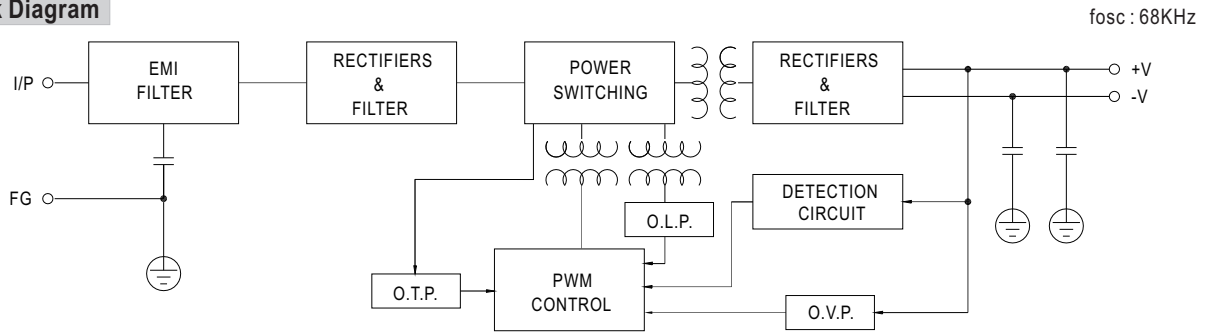 Diagram
fosc : 68KHz
I/P
EMI
FILTER
RECTIFIERS
&
FILTER
POWER
SWITCHING
RECTIFIERS
&
FILTER
+V
-V
FG
DETECTION
CIRCUIT
O.L.P.
O.T.P.
PWM
CONTROL
O.V.P.